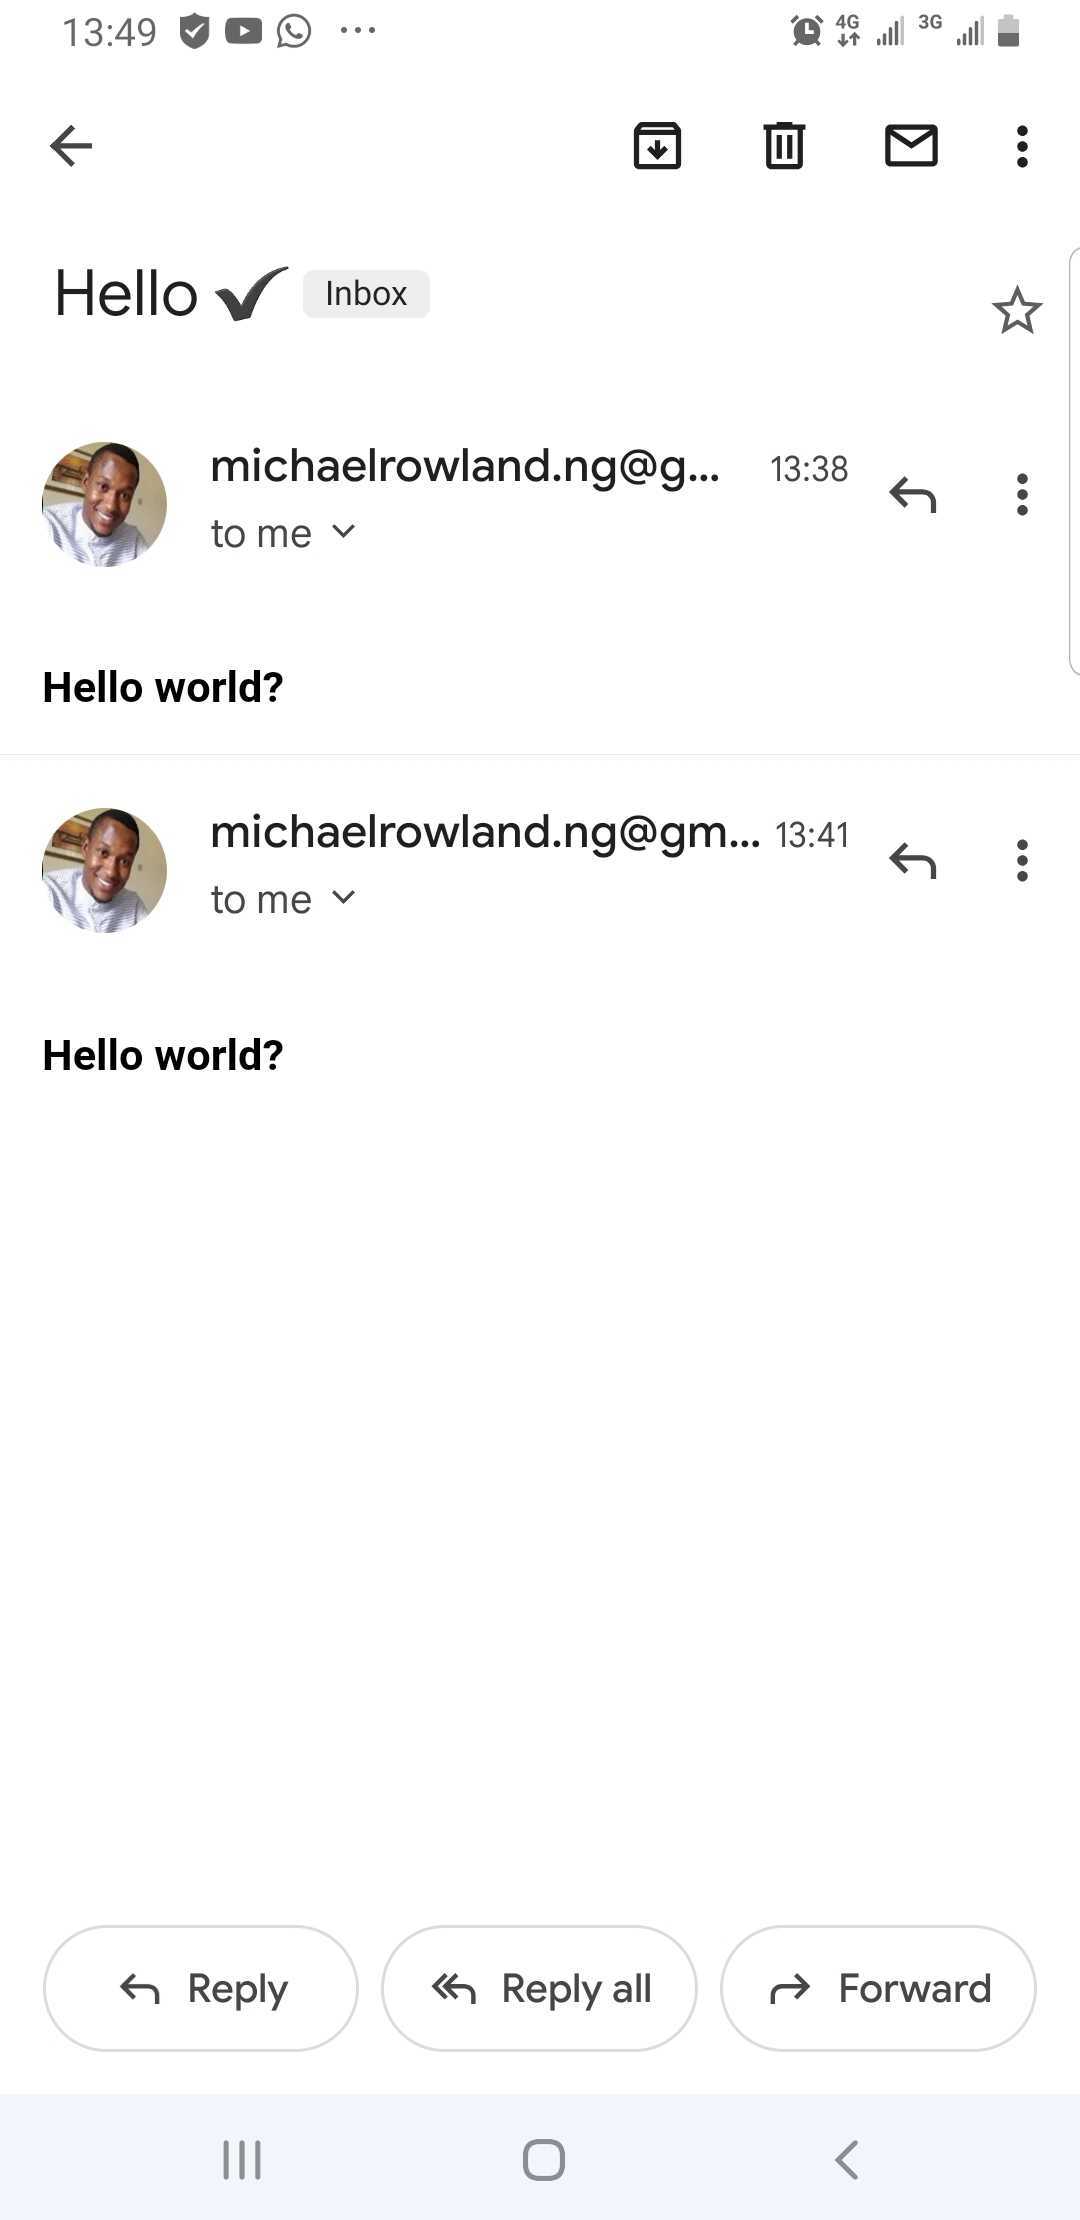 13:49
4G
3G
Hello ✔ Inbox
michaelrowland.ng@g... 13:38
to me
Hello world?
michaelrowland.ng@gm... 13:41
to me
Hello world?
Reply
Reply all
Forward